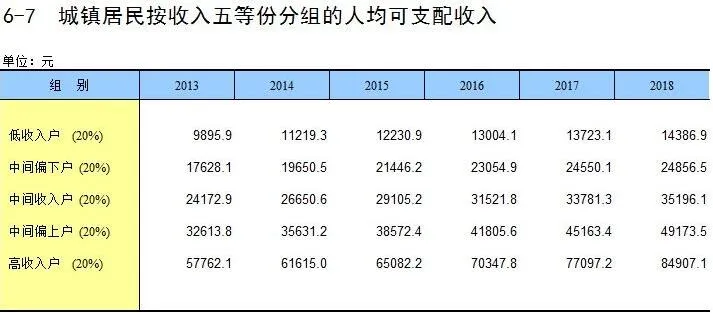 6-7 城镇居民按收入五等份分组的人均可支配收入
单位：元
组 别 2013 2014 2015 2016 2017 2018
低收入户 (20%) 9895.9 11219.3 12230.9 13004.1 13723.1 14386.9
中间偏下户 (20%) 17628.1 19650.5 21446.2 23054.9 24550.1 24856.5
中间收入户 (20%) 24172.9 26650.6 29105.2 31521.8 33781.3 35196.1
中间偏上户 (20%) 32613.8 35631.2 38572.4 41805.6 45163.4 49173.5
高收入户 (20%) 57762.1 61615.0 65082.2 70347.8 77097.2 84907.1